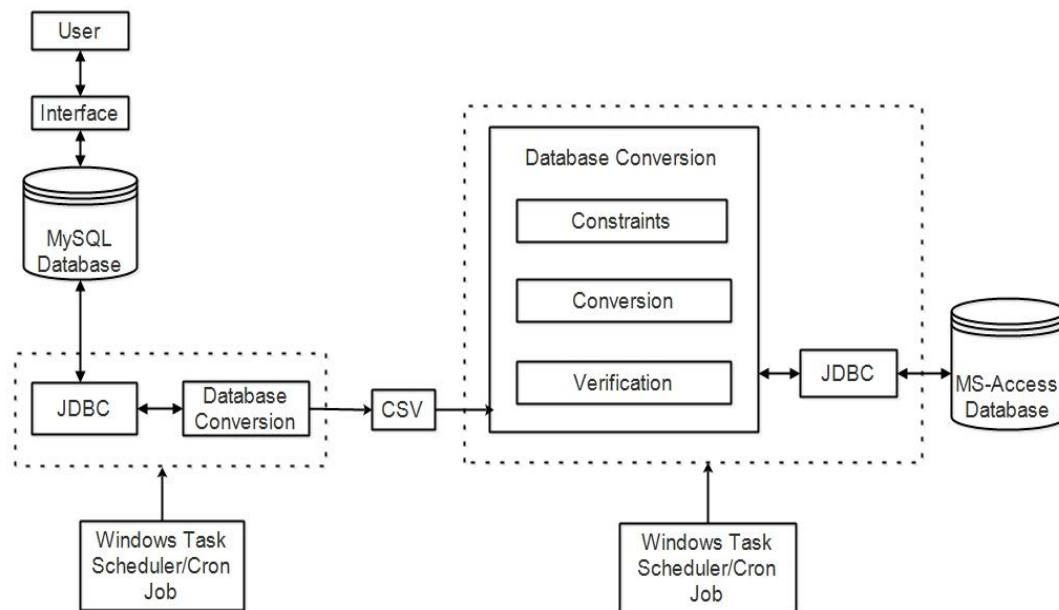 User
Interface
MySQL
Database
JDBC
Database
Conversion
Windows Task
Scheduler/Cron
Job
CSV
Database Conversion
Constraints
Conversion
Verification
JDBC
Windows Task
Scheduler/Cron
Job
MS-Access
Database